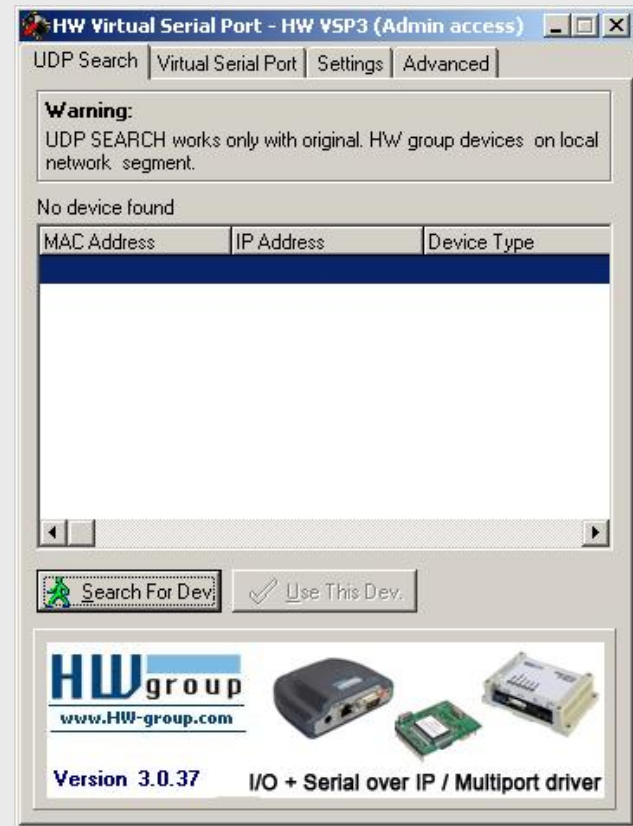 HW Virtual Serial Port - HW VSP3 (Admin access)
UDP Search Virtual Serial Port Settings Advanced
Warning:
UDP SEARCH works only with original. HW group devices on local
network segment.
No device found
MAC Address IP Address Device Type
Search For Dev. Use This Dev.
HW group
www.HW-group.com
Version 3.0.37 I/O + Serial over IP / Multiport driver